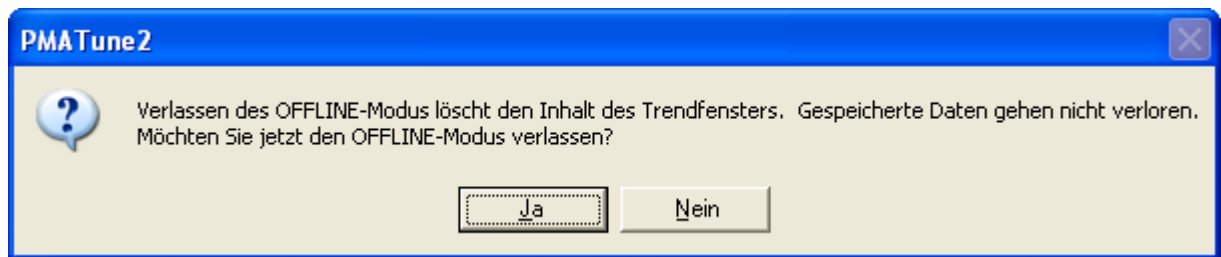 PMATune2
Verlassen des OFFLINE-Modus löscht den Inhalt des Trendfensters.  Gespeicherte Daten gehen nicht verloren.
Möchten Sie jetzt den OFFLINE-Modus verlassen?
Ja
Nein